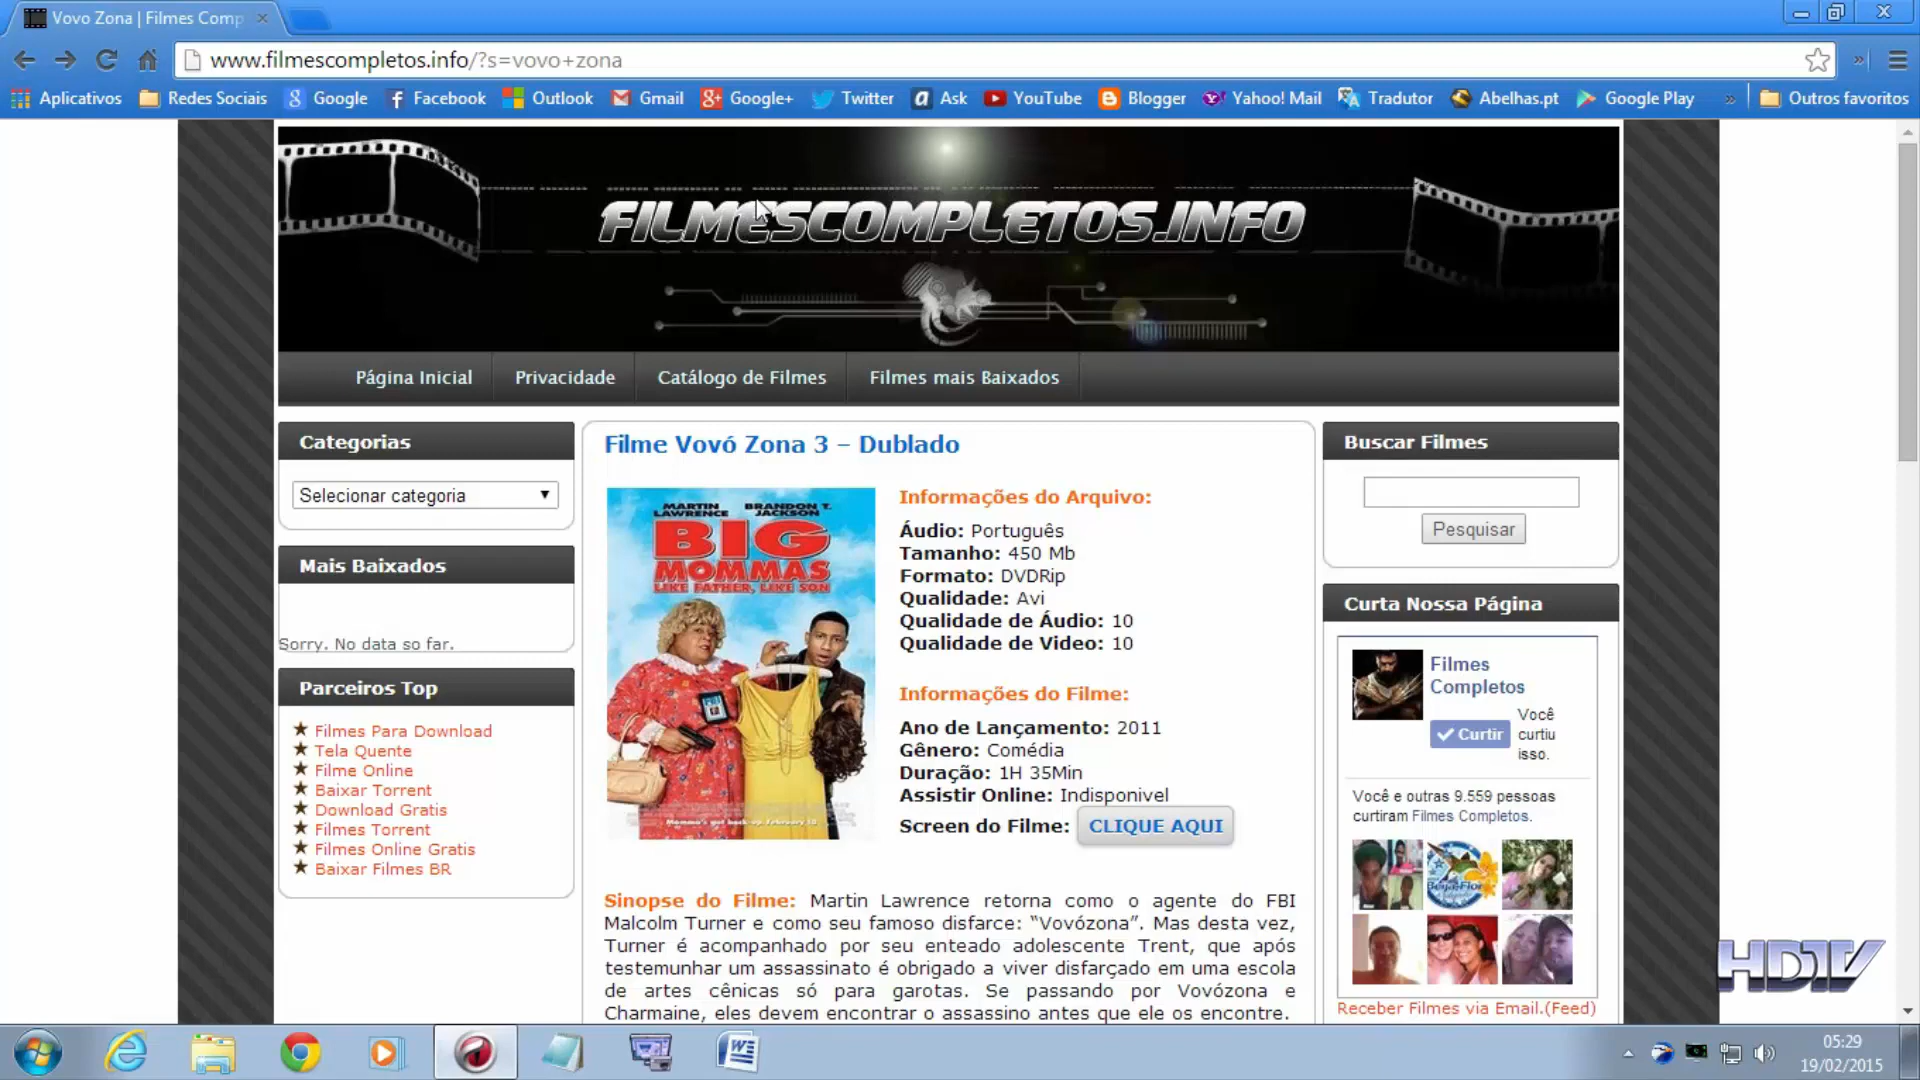 Vovo Zona | Filmes Comp
www.filmescompletos.info/?s=vovo+zona
Aplicativos Redes Sociais Google Facebook Outlook Gmail Google+ Twitter Ask YouTube Blogger Yahoo! Mail Tradutor Abelhas.pt Google Play » Outros favoritos
FILMESCOMPLETOS.INFO
Página Inicial Privacidade Catálogo de Filmes Filmes mais Baixados
Categorias
Selecionar categoria
Mais Baixados
Sorry. No data so far.
Parceiros Top
Filmes Para Download
Tela Quente
Filme Online
Baixar Torrent
Download Gratis
Filmes Torrent
Filmes Online Gratis
Baixar Filmes BR
Filme Vovó Zona 3 – Dublado
MARTIN LAWRENCE BRANDON T. JACKSON
BIG
MOMMAS
LIKE FATHER, LIKE SON
FBI
Informações do Arquivo:
Áudio: Português
Tamanho: 450 Mb
Formato: DVDRip
Qualidade: Avi
Qualidade de Áudio: 10
Qualidade de Video: 10
Informações do Filme:
Ano de Lançamento: 2011
Gênero: Comédia
Duração: 1H 35Min
Assistir Online: Indisponivel
Screen do Filme: CLIQUE AQUI
Sinopse do Filme: Martin Lawrence retorna como o agente do FBI
Malcolm Turner e como seu famoso disfarce: “Vovózona”. Mas desta vez,
Turner é acompanhado por seu enteado adolescente Trent, que após
testemunhar um assassinato é obrigado a viver disfarçado em uma escola
de artes cênicas só para garotas. Se passando por Vovózona e
Charmaine, eles devem encontrar o assassino antes que ele os encontre.
Buscar Filmes
Pesquisar
Curta Nossa Página
Filmes
Completos
Curtir
Você
curtiu
isso.
Você e outras 9.559 pessoas
curtiram Filmes Completos.
Beija-Flor
Receber Filmes via Email.(Feed)
HDTV
05:29
19/02/2015